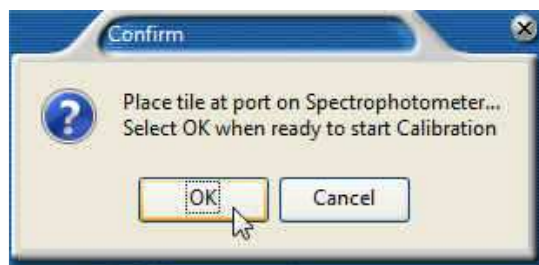 Confirm
Place tile at port on Spectrophotometer...
Select OK when ready to start Calibration
OK Cancel